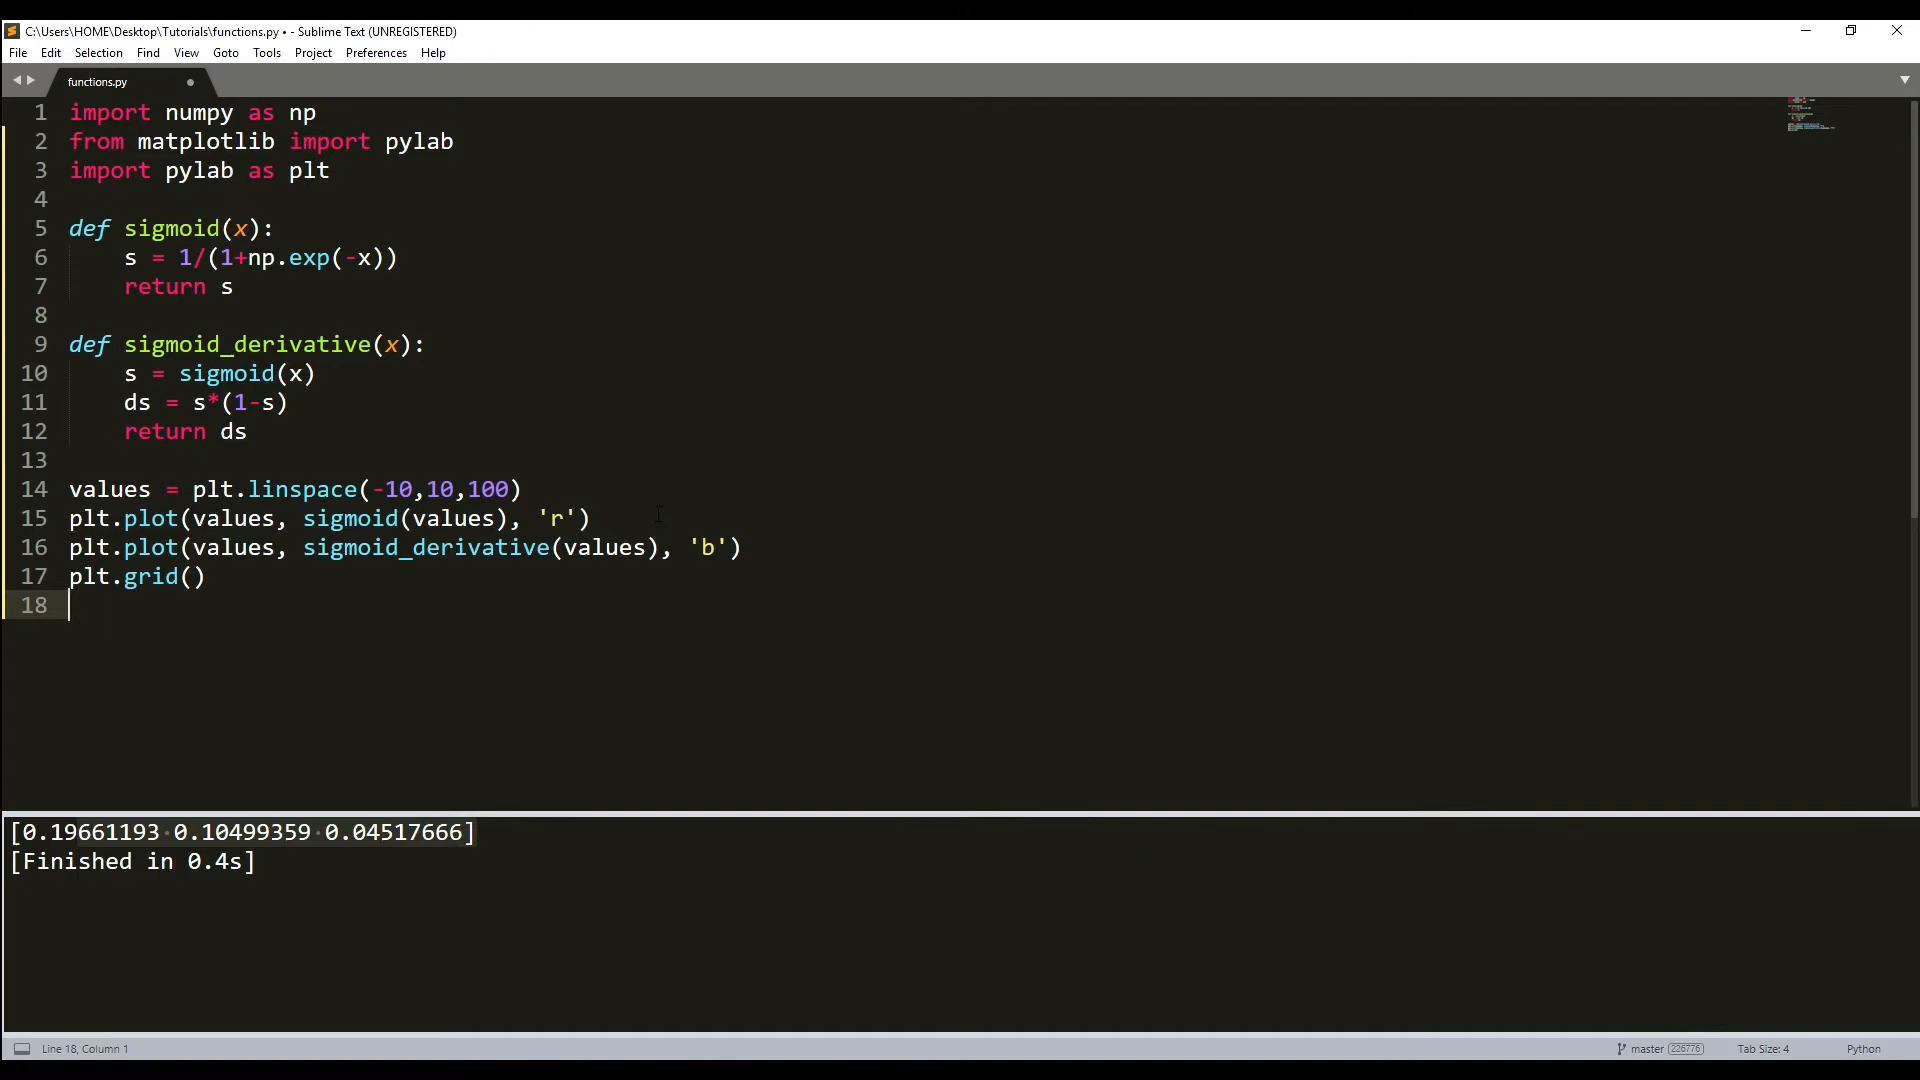 C:\Users\HOME\Desktop\Tutorials\functions.py • - Sublime Text (UNREGISTERED)
File Edit Selection Find View Goto Tools Project Preferences Help
functions.py
1 import numpy as np
2 from matplotlib import pylab
3 import pylab as plt
4
5 def sigmoid(x):
6     s = 1/(1+np.exp(-x))
7     return s
8
9 def sigmoid_derivative(x):
10     s = sigmoid(x)
11     ds = s*(1-s)
12     return ds
13
14 values = plt.linspace(-10,10,100)
15 plt.plot(values, sigmoid(values), 'r')
16 plt.plot(values, sigmoid_derivative(values), 'b')
17 plt.grid()
18
[0.19661193·0.10499359·0.04517666]
[Finished in 0.4s]
Line 18, Column 1 master 226776 Tab Size: 4 Python